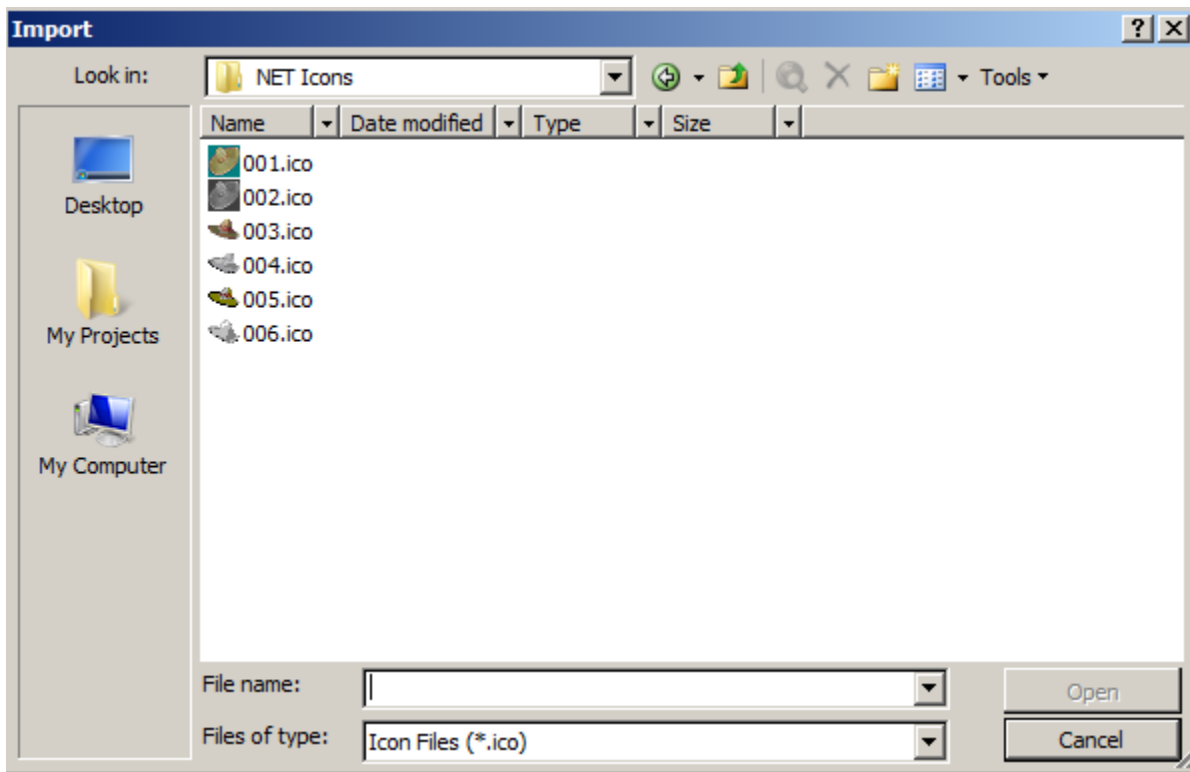 Import
Look in: NET Icons Tools
Name Date modified Type Size
001.ico
002.ico
003.ico
004.ico
005.ico
006.ico
Desktop
My Projects
My Computer
File name: Open
Files of type: Icon Files (*.ico) Cancel